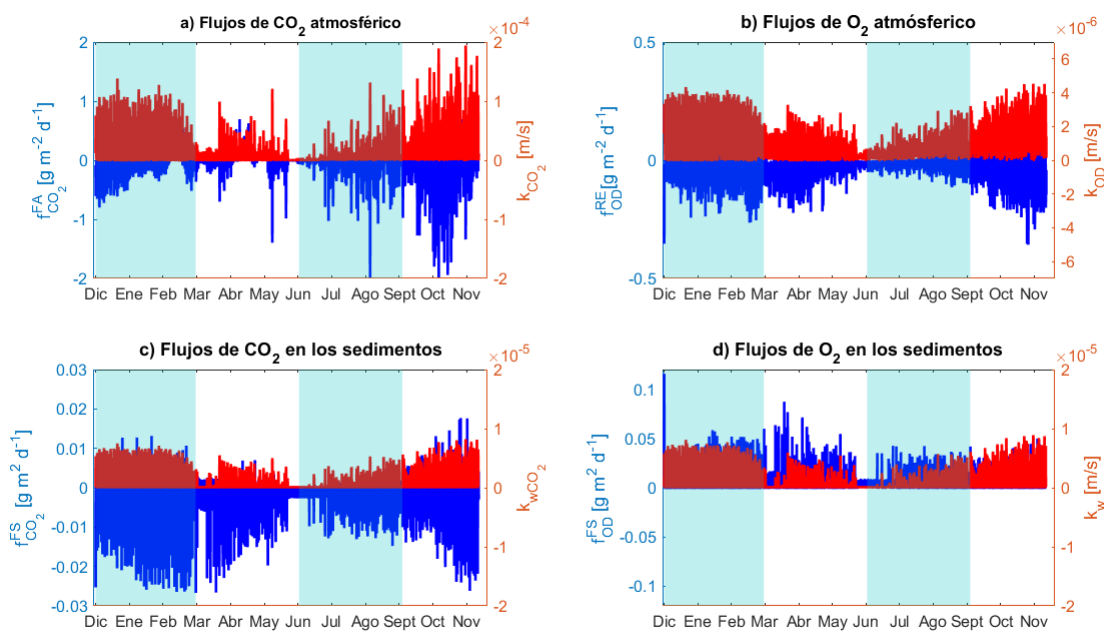 a) Flujos de CO2 atmosférico
×10^-4
2
1
0
-1
-2
f^FA_CO2 [g m^-2 d^-1]
2
1
0
-1
-2
k_CO2 [m/s]
Dic Ene Feb Mar Abr May Jun Jul Ago Sept Oct Nov
b) Flujos de O2 atmósferico
×10^-6
0.5
0
-0.5
f^RE_OD[g m^-2 d^-1]
6
4
2
0
-2
-4
-6
k_OD [m/s]
Dic Ene Feb Mar Abr May Jun Jul Ago Sept Oct Nov
c) Flujos de CO2 en los sedimentos
×10^-5
0.03
0.02
0.01
0
-0.01
-0.02
-0.03
f^FS_CO2 [g m^2 d^-1]
2
1
0
-1
-2
k_wCO2 [m/s]
Dic Ene Feb Mar Abr May Jun Jul Ago Sept Oct Nov
d) Flujos de O2 en los sedimentos
×10^-5
0.1
0.05
0
-0.05
-0.1
f^FS_OD [g m^2 d^-1]
2
1
0
-1
-2
k_w [m/s]
Dic Ene Feb Mar Abr May Jun Jul Ago Sept Oct Nov